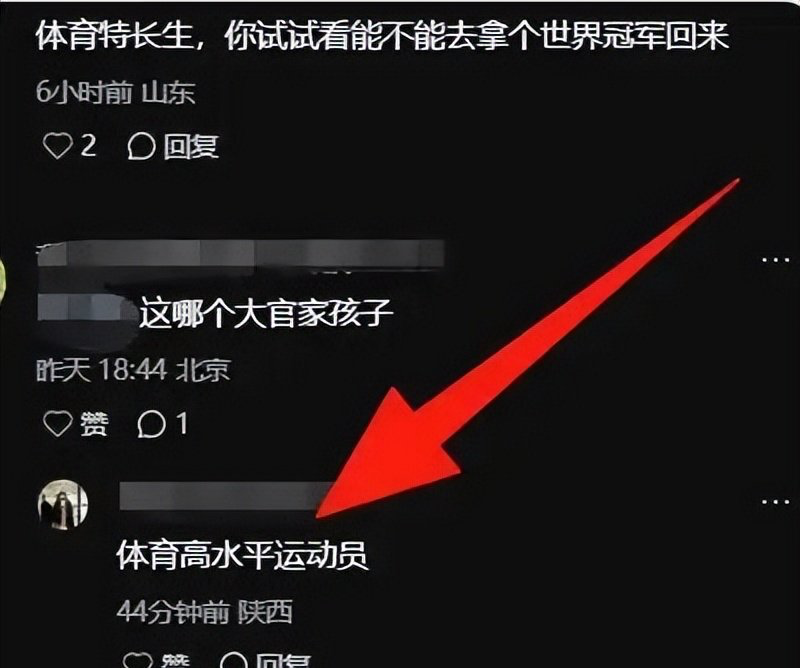 体育特长生，你试试看能不能去拿个世界冠军回来
6小时前 山东
2 回复
...
这哪个大官家孩子
昨天 18:44 北京
赞 1
...
体育高水平运动员
44分钟前 陕西
赞 回复